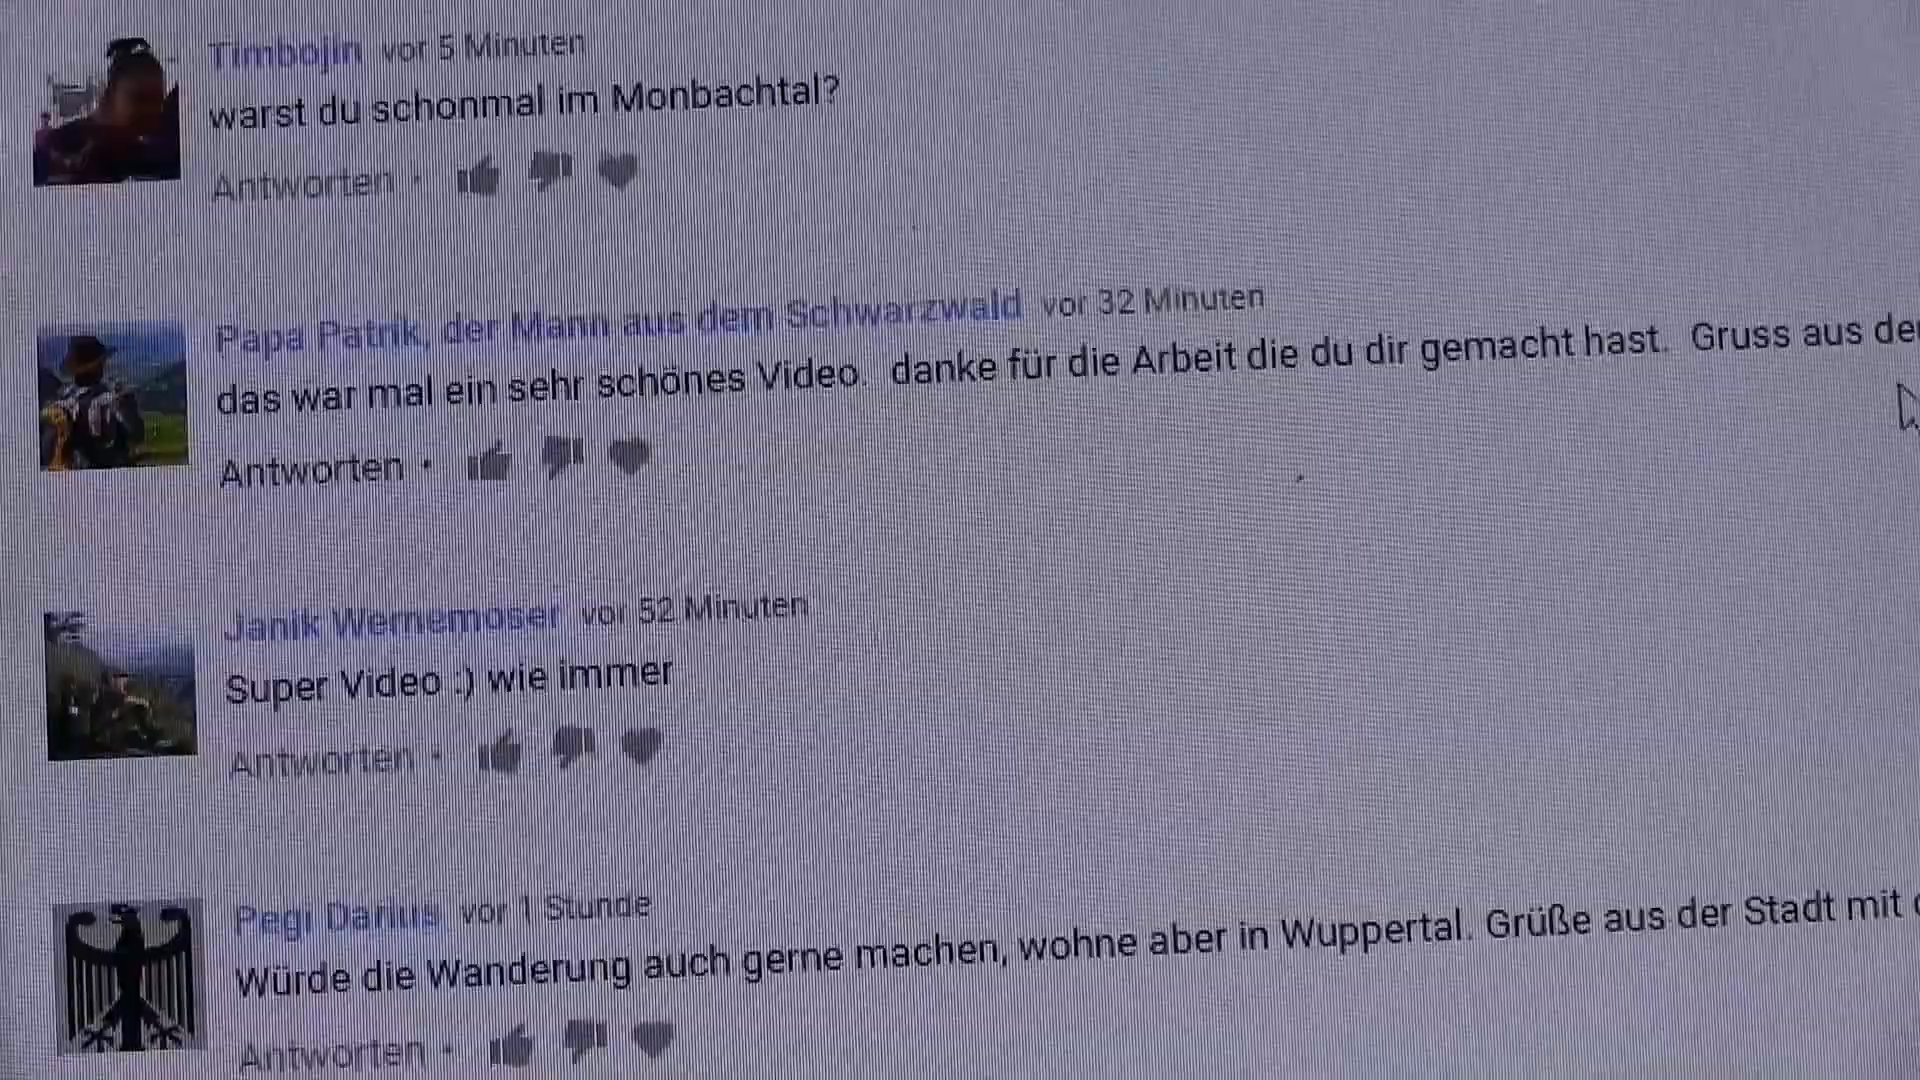 Timbojin vor 5 Minuten
warst du schonmal im Monbachtal?
Antworten •
Papa Patrik, der Mann aus dem Schwarzwald vor 32 Minuten
das war mal ein sehr schönes Video. danke für die Arbeit die du dir gemacht hast. Gruss aus
Antworten •
Janik Wernemoser vor 52 Minuten
Super Video :) wie immer
Antworten •
Pegi Darius vor 1 Stunde
Würde die Wanderung auch gerne machen, wohne aber in Wuppertal. Grüße aus der Stadt mit
Antworten •